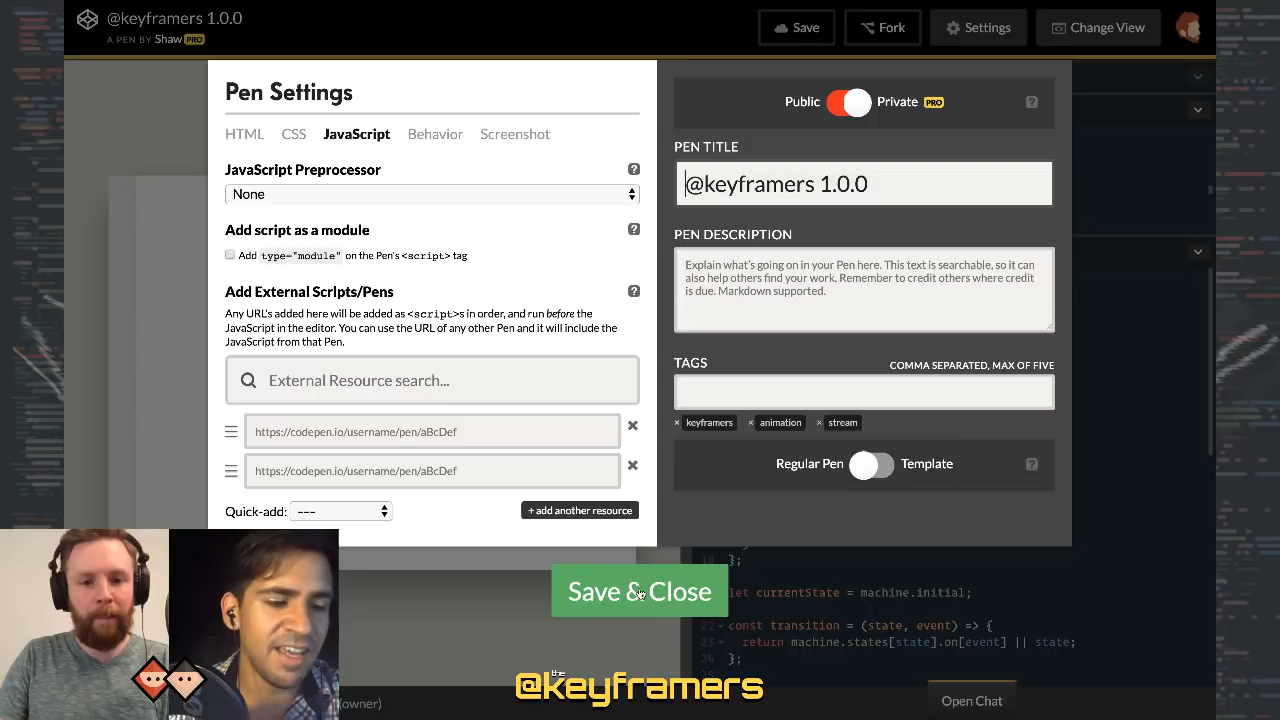 @keyframers 1.0.0
A PEN BY Shaw PRO
Save
Fork
Settings
Change View
Pen Settings
HTML
CSS
JavaScript
Behavior
Screenshot
JavaScript Preprocessor
?
None
Add script as a module
?
Add type="module" on the Pen's <script> tag
Add External Scripts/Pens
?
Any URL's added here will be added as <script>s in order, and run before the
JavaScript in the editor. You can use the URL of any other Pen and it will include the
JavaScript from that Pen.
External Resource search...
https://codepen.io/username/pen/aBcDef
https://codepen.io/username/pen/aBcDef
Quick-add:
---
+ add another resource
Public
Private PRO
?
PEN TITLE
@keyframers 1.0.0
PEN DESCRIPTION
Explain what's going on in your Pen here. This text is searchable, so it can
also help others find your work. Remember to credit others where credit
is due. Markdown supported.
TAGS
COMMA SEPARATED, MAX OF FIVE
× keyframers
× animation
× stream
Regular Pen
Template
?
Save & Close
19 };
let currentState = machine.initial;
22 const transition = (state, event) => {
23 return machine.states[state].on[event] || state;
24 };
the
@keyframers
(owner)
Open Chat